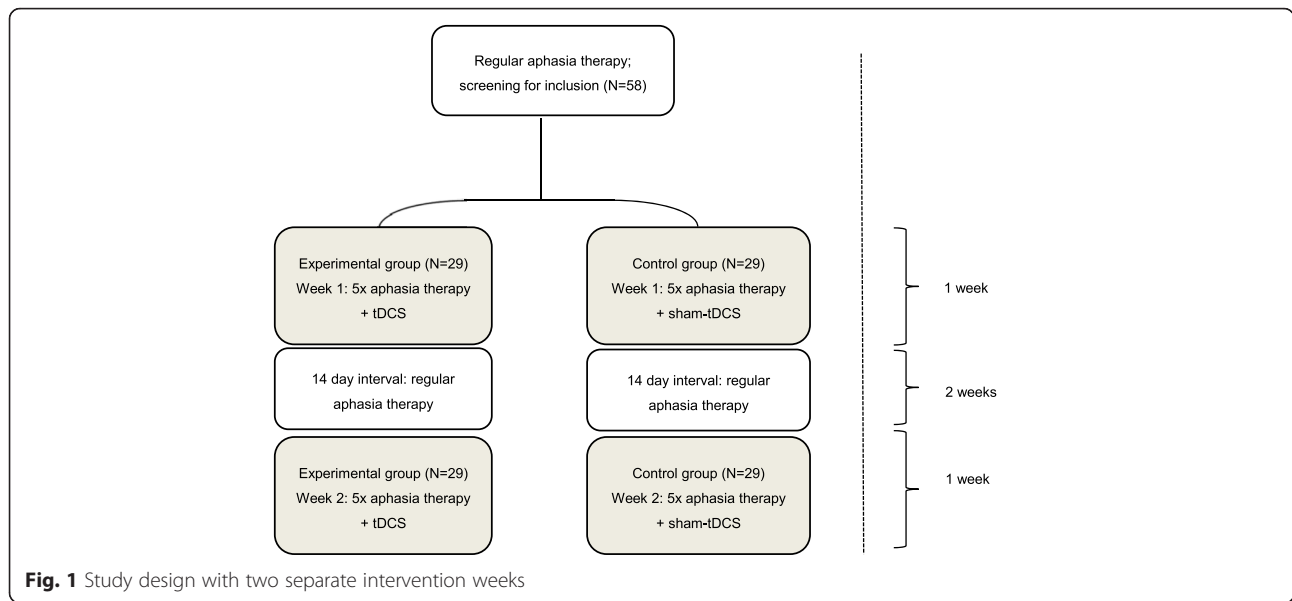 Regular aphasia therapy;
screening for inclusion (N=58)
Experimental group (N=29)
Week 1: 5x aphasia therapy
+ tDCS
Control group (N=29)
Week 1: 5x aphasia therapy
+ sham-tDCS
1 week
14 day interval: regular
aphasia therapy
14 day interval: regular
aphasia therapy
2 weeks
Experimental group (N=29)
Week 2: 5x aphasia therapy
+ tDCS
Control group (N=29)
Week 2: 5x aphasia therapy
+ sham-tDCS
1 week
Fig. 1 Study design with two separate intervention weeks